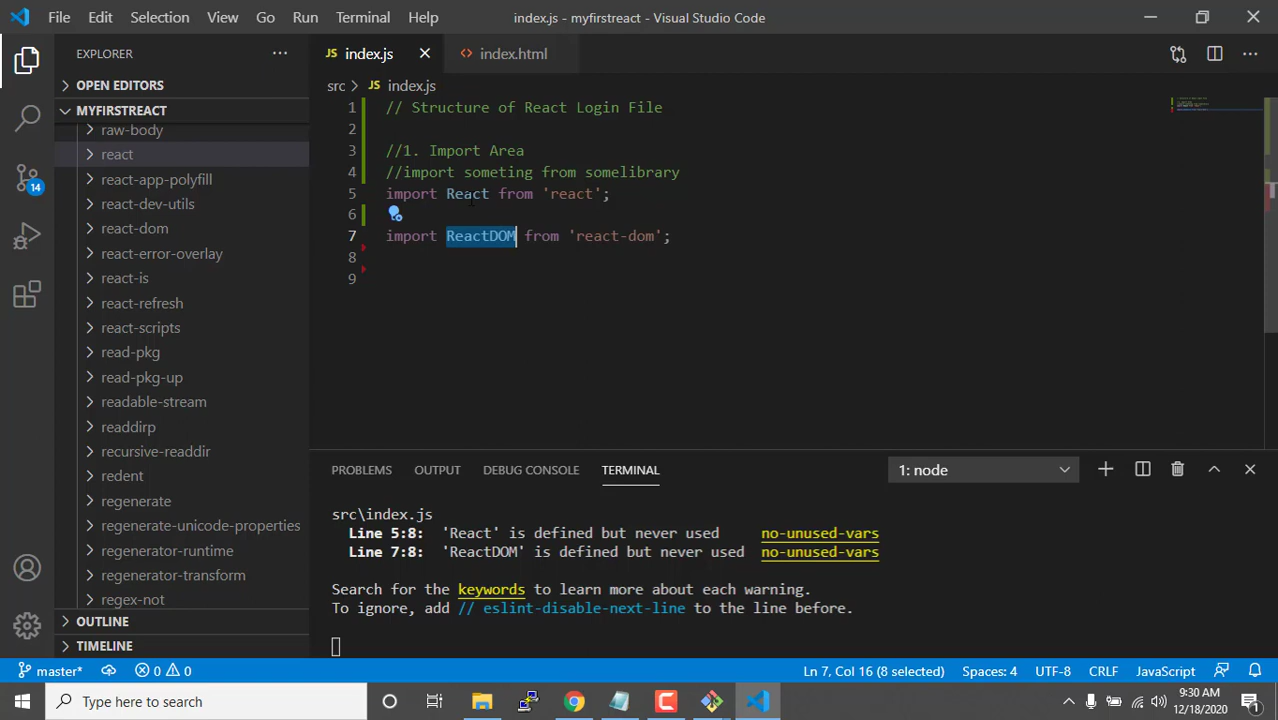 File Edit Selection View Go Run Terminal Help
index.js - myfirstreact - Visual Studio Code
EXPLORER
OPEN EDITORS
MYFIRSTREACT
raw-body
react
react-app-polyfill
react-dev-utils
react-dom
react-error-overlay
react-is
react-refresh
react-scripts
read-pkg
read-pkg-up
readable-stream
readdirp
recursive-readdir
redent
regenerate
regenerate-unicode-properties
regenerator-runtime
regenerator-transform
regex-not
OUTLINE
TIMELINE
14
JS index.js
<> index.html
src > JS index.js
1 // Structure of React Login File
2
3 //1. Import Area
4 //import someting from somelibrary
5 import React from 'react';
6
7 import ReactDOM from 'react-dom';
8
9
PROBLEMS OUTPUT DEBUG CONSOLE TERMINAL
1: node
src\index.js
Line 5:8: 'React' is defined but never used no-unused-vars
Line 7:8: 'ReactDOM' is defined but never used no-unused-vars
Search for the keywords to learn more about each warning.
To ignore, add // eslint-disable-next-line to the line before.
master* 0 0
Ln 7, Col 16 (8 selected) Spaces: 4 UTF-8 CRLF JavaScript
Type here to search
9:30 AM
12/18/2020
1